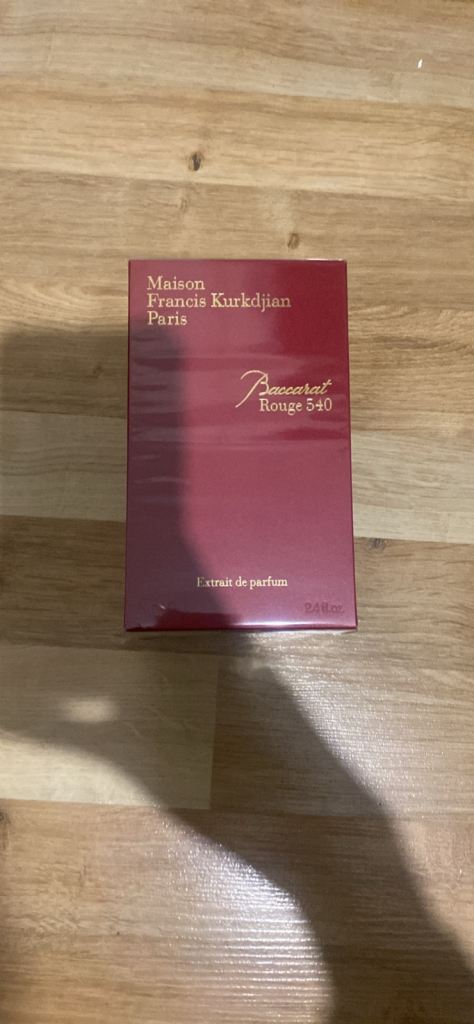 Maison
Francis Kurkdjian
Paris
Baccarat
Rouge 540
Extrait de parfum
2.4 fl.oz.